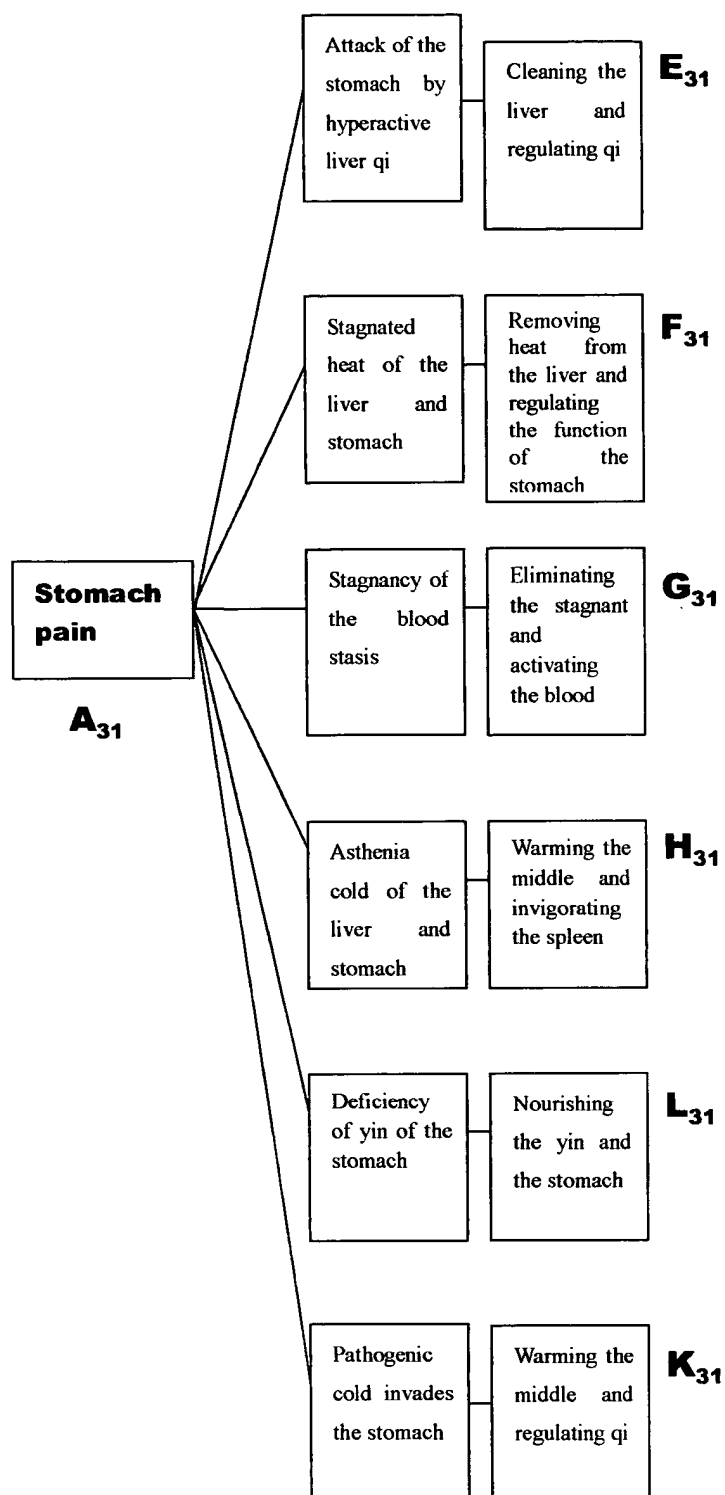 Attack of the
stomach by
hyperactive
liver qi
Cleaning the
liver and
regulating qi
E31
Stagnated
heat of the
liver and
stomach
Removing
heat from
the liver and
regulating
the function
of the
stomach
F31
Stomach
pain
A31
Stagnancy of
the blood
stasis
Eliminating
the stagnant
and
activating
the blood
G31
Asthenia
cold of the
liver and
stomach
Warming the
middle and
invigorating
the spleen
H31
Deficiency
of yin of the
stomach
Nourishing
the yin and
the stomach
L31
Pathogenic
cold invades
the stomach
Warming the
middle and
regulating qi
K31